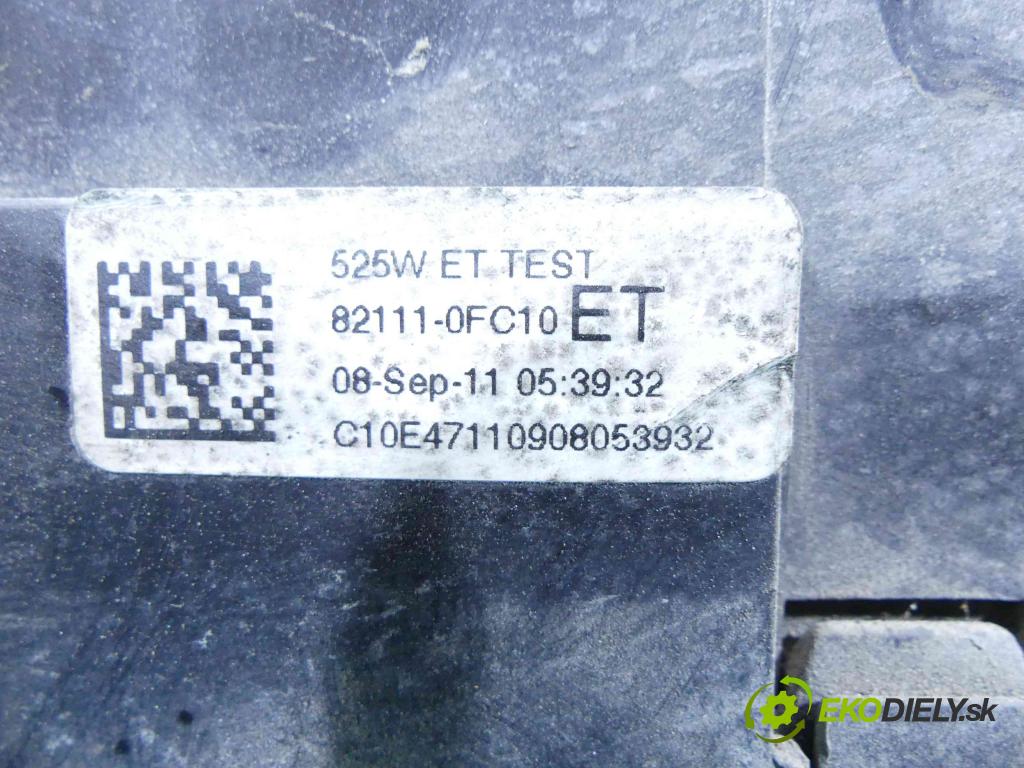 525W ET TEST
82111-0FC10 ET
08-Sep-11 05:39:32
C10E47110908053932
EKODIELY.sk